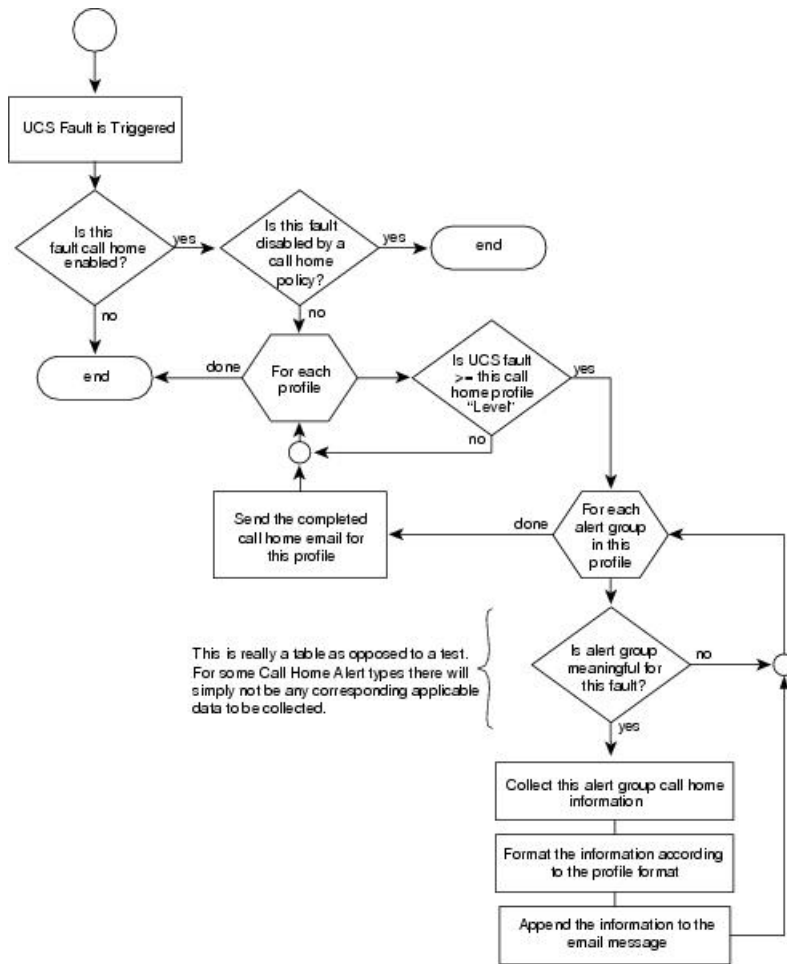 UCS Fault is Triggered
Is this
fault call home
enabled?
yes
Is this fault
disabled by a
call home
policy?
yes
end
no
no
end
done
For each
profile
Is UCS fault
>= this call
home profile
“Level”
yes
no
Send the completed
call home email for
this profile
done
For each
alert group
in this
profile
This is really a table as opposed to a test.
For some Call Home Alert types there will
simply not be any corresponding applicable
data to be collected.
Is alert group
meaningful for
this fault?
no
yes
Collect this alert group call home
information
Format the information according
to the profile format
Append the information to the
email message